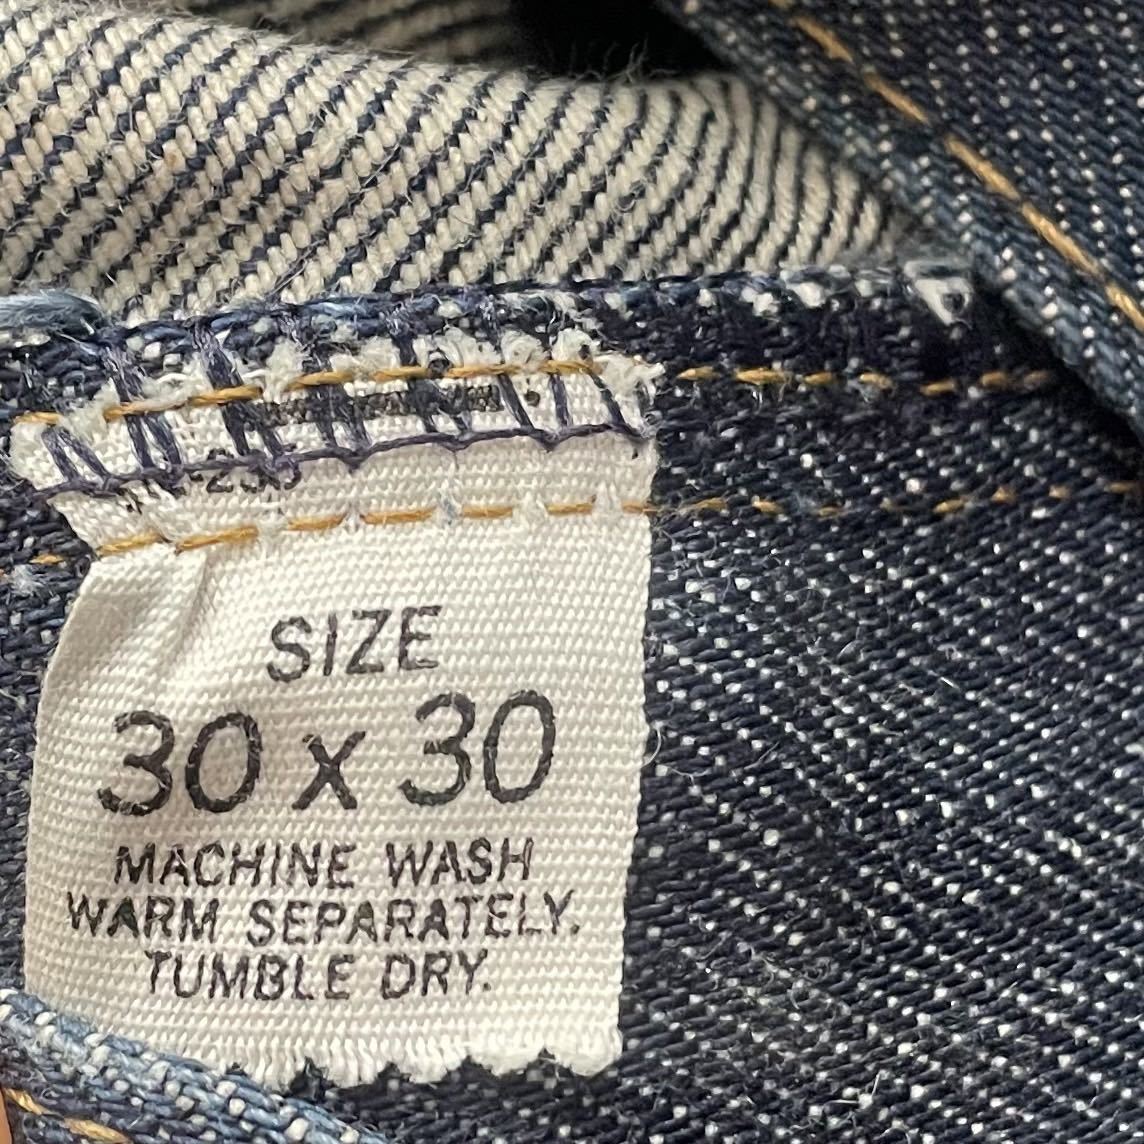 SIZE
30 x 30
MACHINE WASH
WARM SEPARATELY.
TUMBLE DRY.